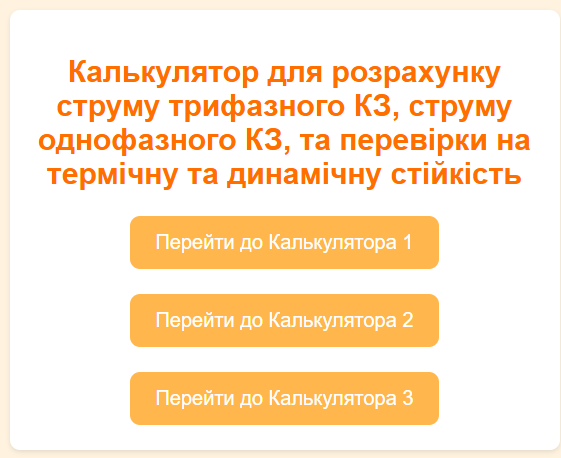 Калькулятор для розрахунку
струму трифазного КЗ, струму
однофазного КЗ, та перевірки на
термічну та динамічну стійкість
Перейти до Калькулятора 1
Перейти до Калькулятора 2
Перейти до Калькулятора 3